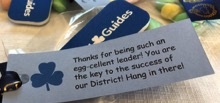 Guides
Thanks for being such an
egg-cellent leader! You are
the key to the success of
our District! Hang in there!